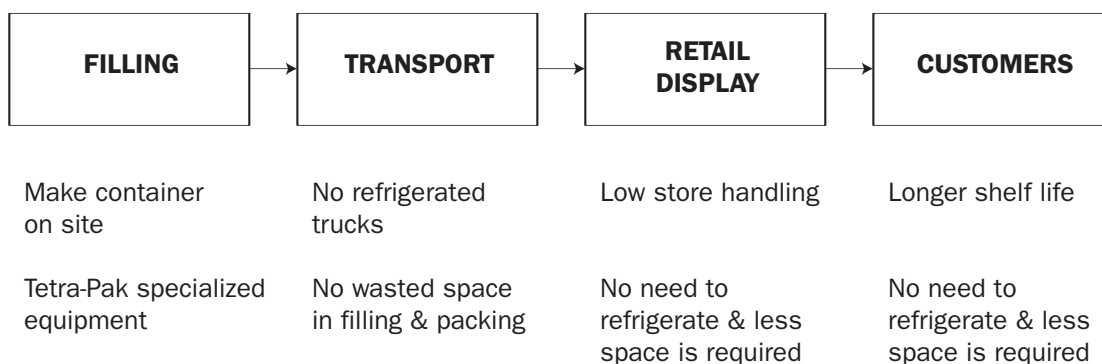 FILLING
TRANSPORT
RETAIL
DISPLAY
CUSTOMERS
Make container
on site
No refrigerated
trucks
Low store handling
Longer shelf life
Tetra-Pak specialized
equipment
No wasted space
in filling & packing
No need to
refrigerate & less
space is required
No need to
refrigerate & less
space is required